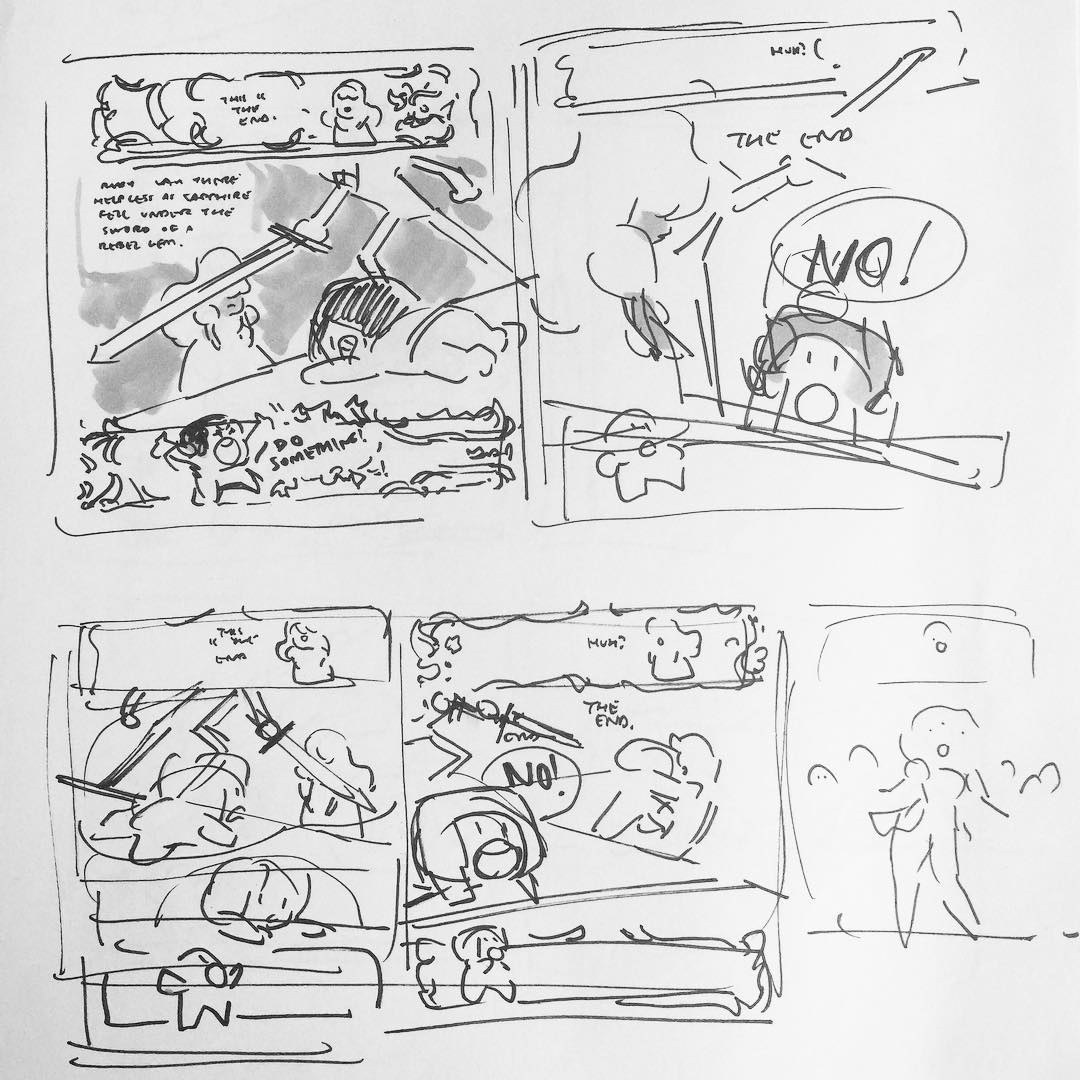 THIS IS
THE
END.
RUBY WAS THERE
HELPLESS AS SAPPHIRE
FELL UNDER THE
SWORD OF A
REBEL GEM.
DO
SOMETHING!
HUH?
THE END
NO!
THIS
IS THE
END
HUH?
THE
END.
END
NO!